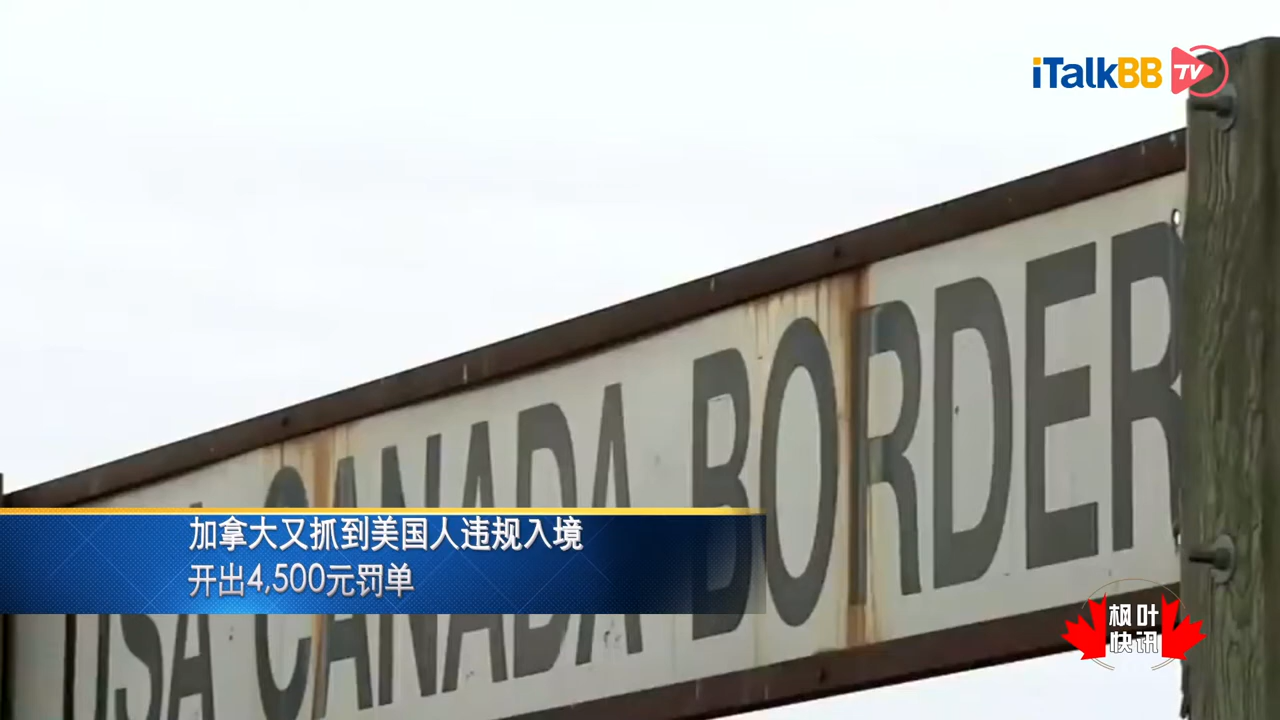 iTalkBB TV
USA CANADA BORDER
加拿大又抓到美国人违规入境
开出4,500元罚单
枫叶
快讯